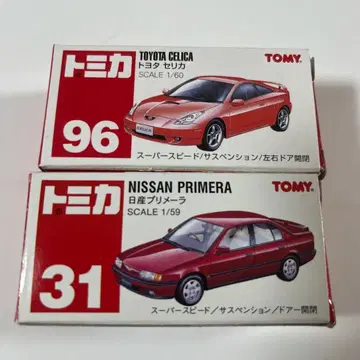 トミカ
96
TOYOTA CELICA
トヨタ セリカ
SCALE 1/60
TOMY
スーパースピード/サスペンション/左右ドア開閉
トミカ
31
NISSAN PRIMERA
日産プリメーラ
SCALE 1/59
TOMY
スーパースピード/サスペンション/ドアー開閉